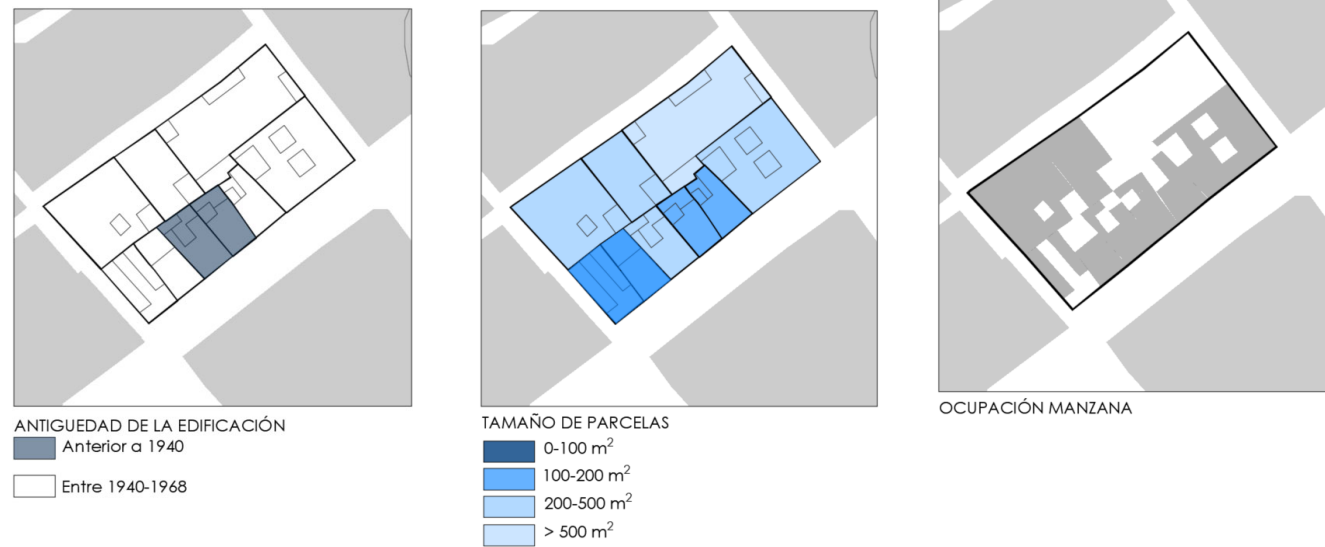 ANTIGUEDAD DE LA EDIFICACIÓN
Anterior a 1940
Entre 1940-1968
TAMAÑO DE PARCELAS
0-100 m²
100-200 m²
200-500 m²
> 500 m²
OCUPACIÓN MANZANA